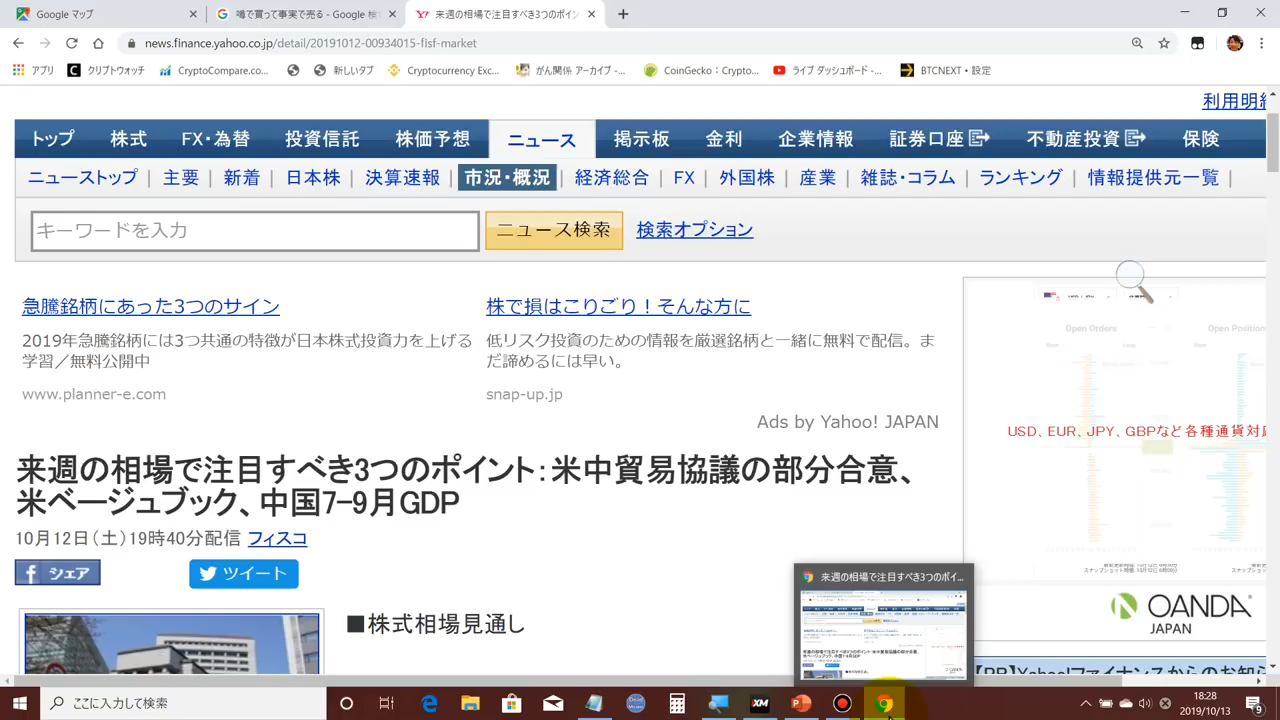 Google マップ
噂で買って事実で売る - Google 検
来週の相場で注目すべき3つのポイン
news.finance.yahoo.co.jp/detail/20191012-00934015-fisf-market
アプリ
クリプトウォッチ
CryptoCompare.co...
新しいタブ
Cryptocurrency Exc...
がん関係 アーカイブ -...
CoinGecko：Crypto...
ライブ ダッシュボード -...
BTCNEXT・設定
利用明細
トップ 株式 FX・為替 投資信託 株価予想 ニュース 掲示板 金利 企業情報 証券口座 不動産投資 保険
ニューストップ | 主要 | 新着 | 日本株 | 決算速報 | 市況・概況 | 経済総合 | FX | 外国株 | 産業 | 雑誌・コラム | ランキング | 情報提供元一覧 |
キーワードを入力
ニュース検索
検索オプション
急騰銘柄にあった3つのサイン
2019年急騰銘柄には3つ共通の特徴が日本株式投資力を上げる
学習／無料公開中
www.planner-e.com
株で損はこりごり！そんな方に
低リスク投資のための情報を厳選銘柄と一緒に無料で配信。ま
だ諦めるには早い。
snap-up.jp
Ads by Yahoo! JAPAN
Open Orders
Open Positions
USD、EUR、JPY、GBPなど各種通貨対応
OANDA
JAPAN
来週の相場で注目すべき3つのポイント：米中貿易協議の部分合意、
米ベージュブック、中国7-9月GDP
10月12日（土）19時40分配信 フィスコ
シェア
ツイート
■株式相場見通し
来週の相場で注目すべき3つのポイ...
【PR】Yahoo!ファイナンスからのお知
ここに入力して検索
XM
18:28
2019/10/13
9